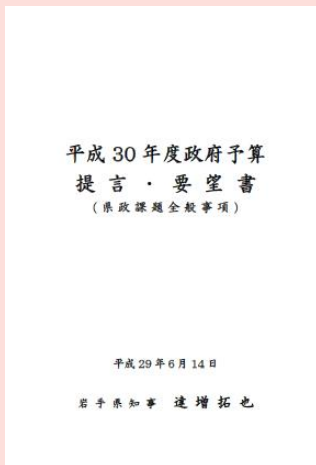 平成30年度政府予算
提言・要望書
(県政課題全般事項)
平成29年6月14日
岩手県知事 達増拓也